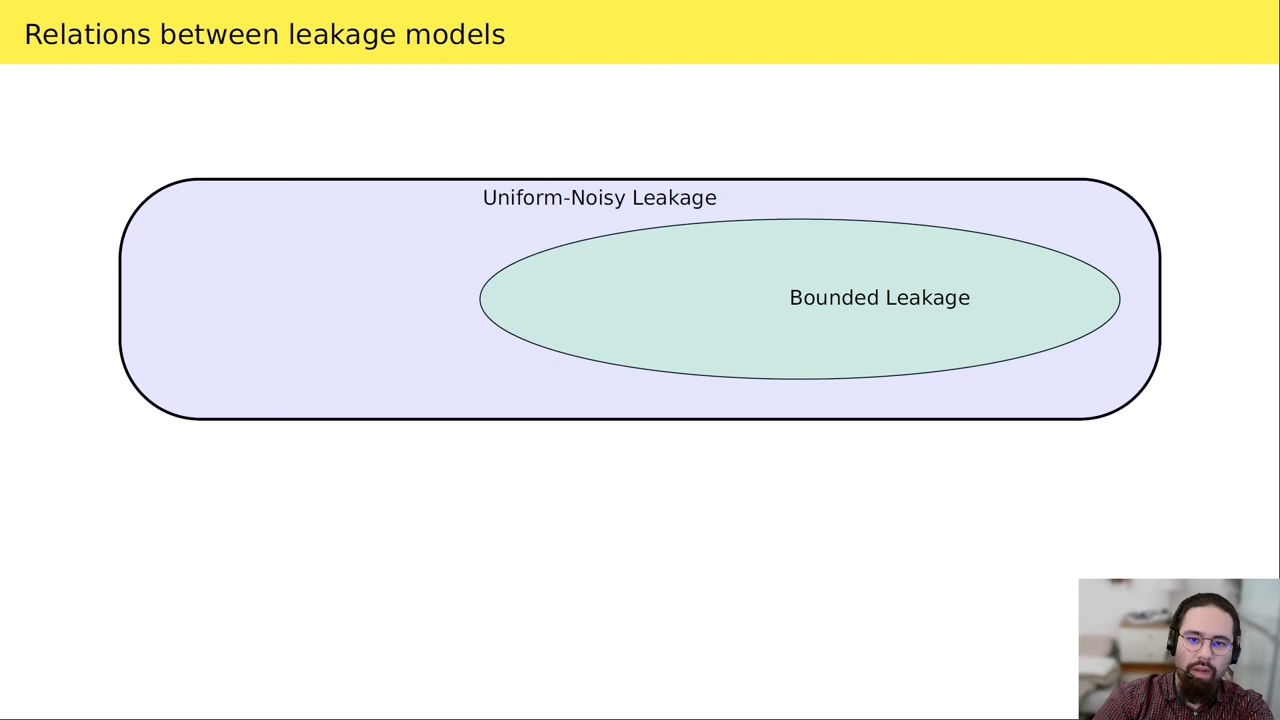 Relations between leakage models
Uniform-Noisy Leakage
Bounded Leakage